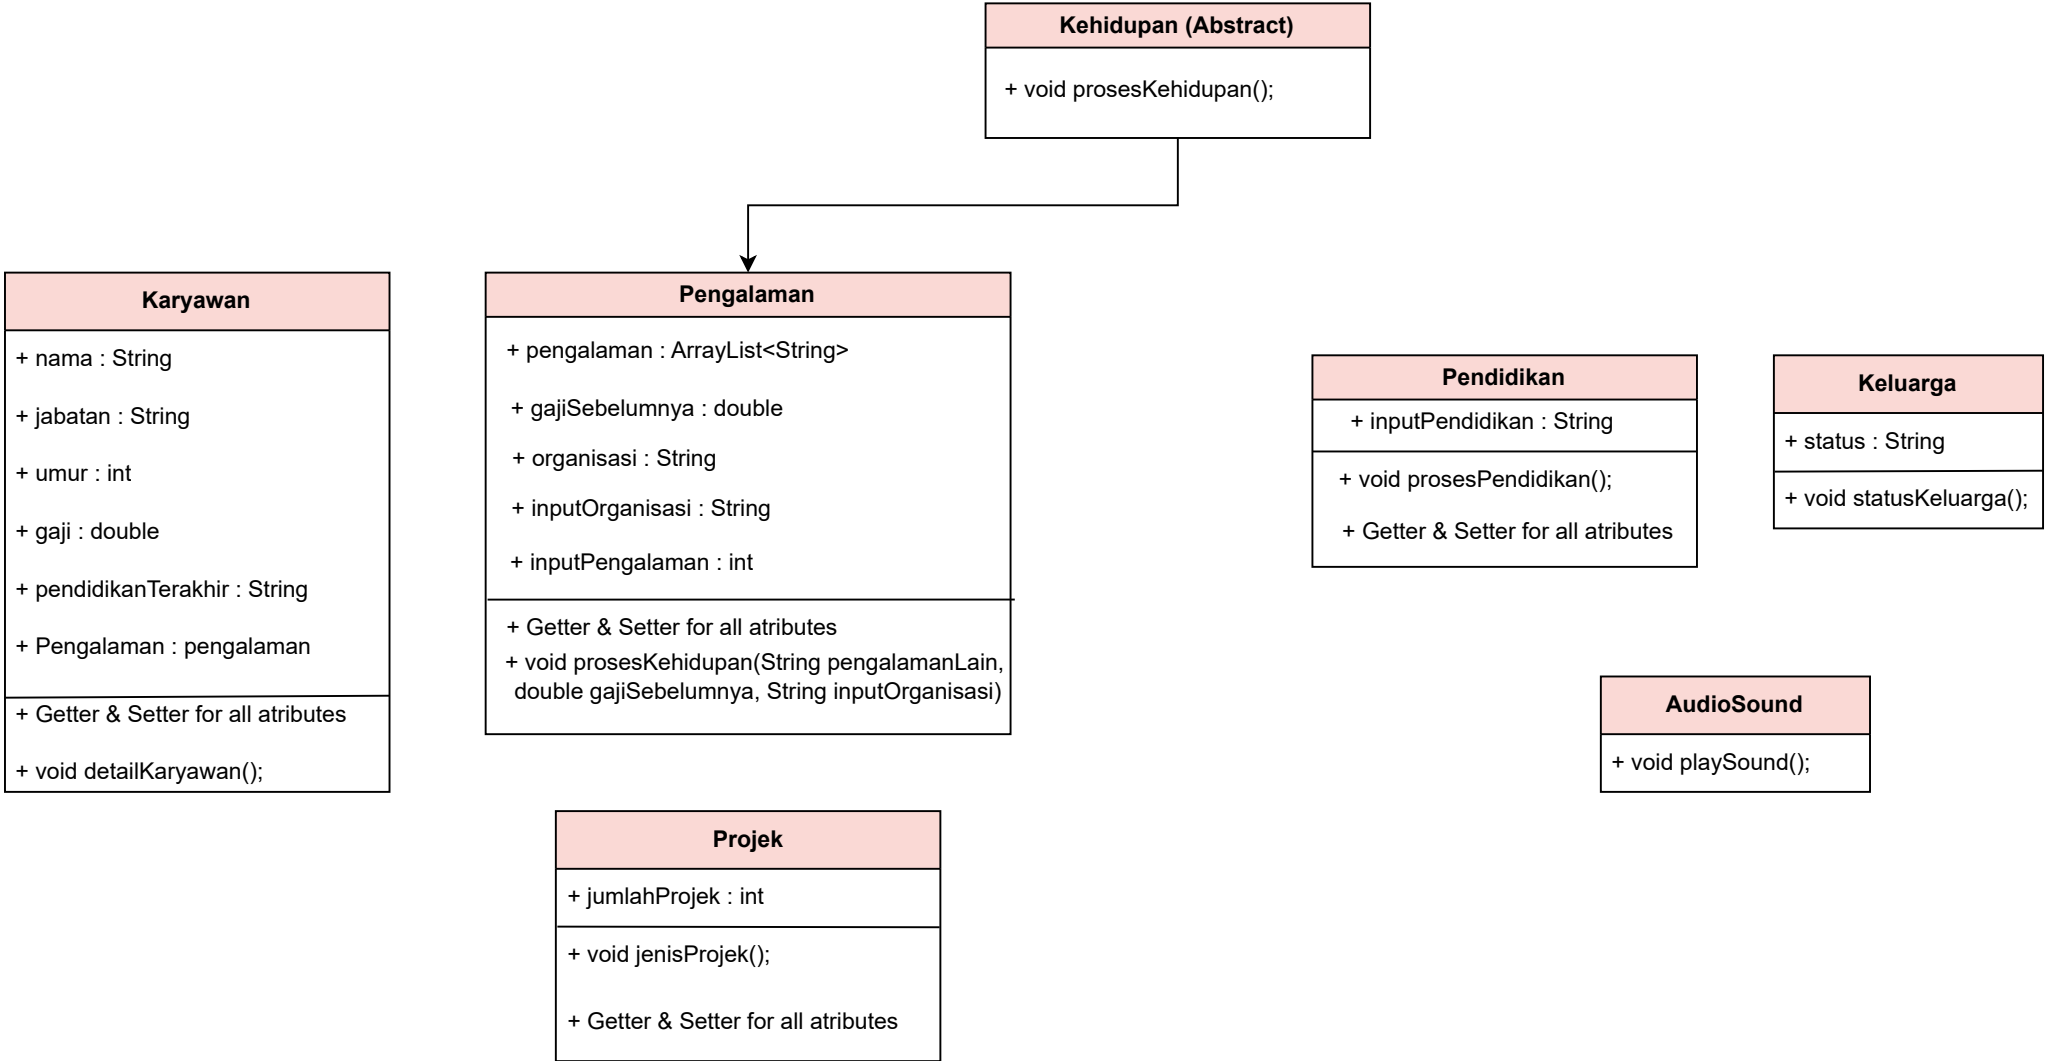 Kehidupan (Abstract)
+ void prosesKehidupan();
Karyawan
+ nama : String
+ jabatan : String
+ umur : int
+ gaji : double
+ pendidikanTerakhir : String
+ Pengalaman : pengalaman
+ Getter & Setter for all atributes
+ void detailKaryawan();
Pengalaman
+ pengalaman : ArrayList<String>
+ gajiSebelumnya : double
+ organisasi : String
+ inputOrganisasi : String
+ inputPengalaman : int
+ Getter & Setter for all atributes
+ void prosesKehidupan(String pengalamanLain,
double gajiSebelumnya, String inputOrganisasi)
Pendidikan
+ inputPendidikan : String
+ void prosesPendidikan();
+ Getter & Setter for all atributes
Keluarga
+ status : String
+ void statusKeluarga();
AudioSound
+ void playSound();
Projek
+ jumlahProjek : int
+ void jenisProjek();
+ Getter & Setter for all atributes